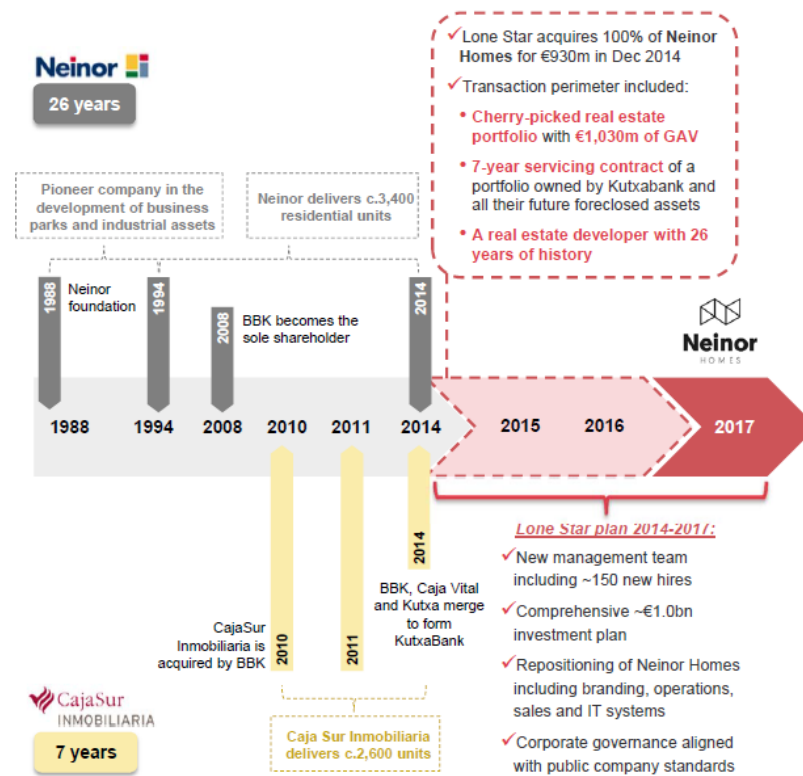 Neinor
26 years
✓Lone Star acquires 100% of Neinor
Homes for €930m in Dec 2014
✓Transaction perimeter included:
• Cherry-picked real estate
portfolio with €1,030m of GAV
• 7-year servicing contract of a
portfolio owned by Kutxabank and
all their future foreclosed assets
• A real estate developer with 26
years of history
Pioneer company in the
development of business
parks and industrial assets
Neinor delivers c.3,400
residential units
1988
Neinor
foundation
1994
2008
BBK becomes the
sole shareholder
2014
Neinor
HOMES
1988
1994
2008
2010
2011
2014
2015
2016
2017
2010
CajaSur
Inmobiliaria is
acquired by BBK
2011
2014
BBK, Caja Vital
and Kutxa merge
to form
KutxaBank
Lone Star plan 2014-2017:
✓New management team
including ~150 new hires
✓Comprehensive ~€1.0bn
investment plan
✓Repositioning of Neinor Homes
including branding, operations,
sales and IT systems
✓Corporate governance aligned
with public company standards
CajaSur
INMOBILIARIA
7 years
Caja Sur Inmobiliaria
delivers c.2,600 units